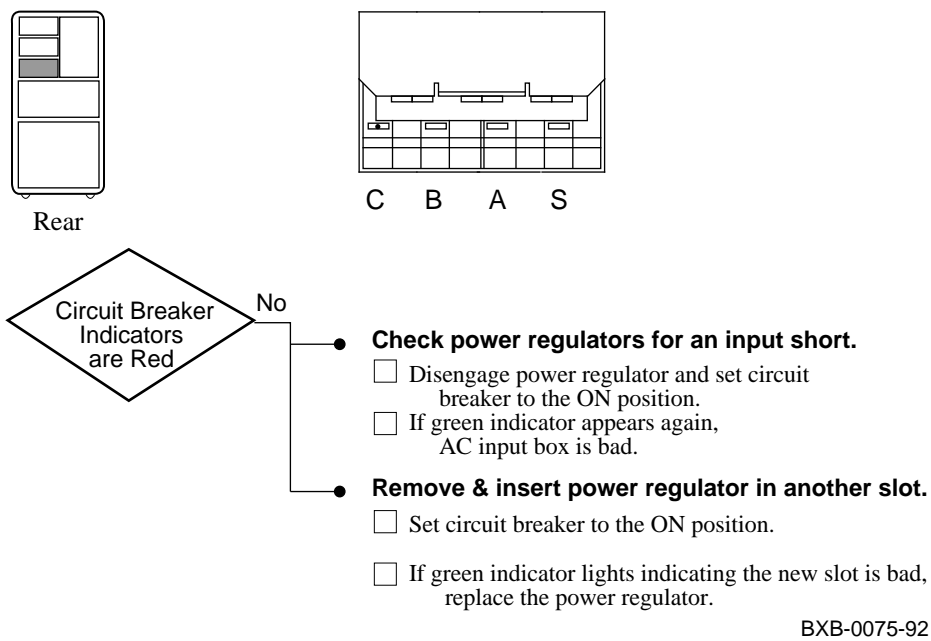 C B A S
Rear
Circuit Breaker
Indicators
are Red
No
Check power regulators for an input short.
Disengage power regulator and set circuit
breaker to the ON position.
If green indicator appears again,
AC input box is bad.
Remove & insert power regulator in another slot.
Set circuit breaker to the ON position.
If green indicator lights indicating the new slot is bad,
replace the power regulator.
BXB-0075-92